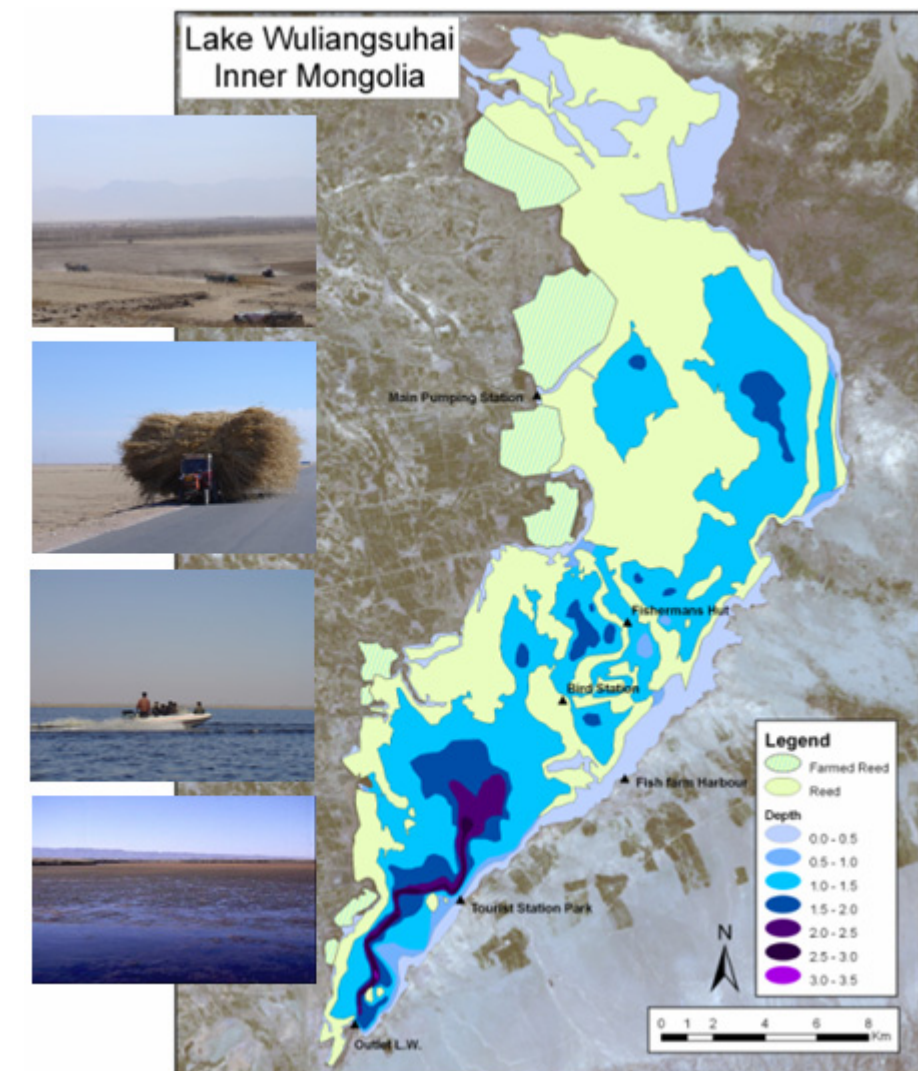 Lake Wuliangsuhai
Inner Mongolia
Main Pumping Station
Fishermans Hut
Bird Station
Fish farm Harbour
Tourist Station Park
Outlet L.W.
Legend
Farmed Reed
Reed
Depth
0.0 - 0.5
0.5 - 1.0
1.0 - 1.5
1.5 - 2.0
2.0 - 2.5
2.5 - 3.0
3.0 - 3.5
N
0 1 2 4 6 8
Km